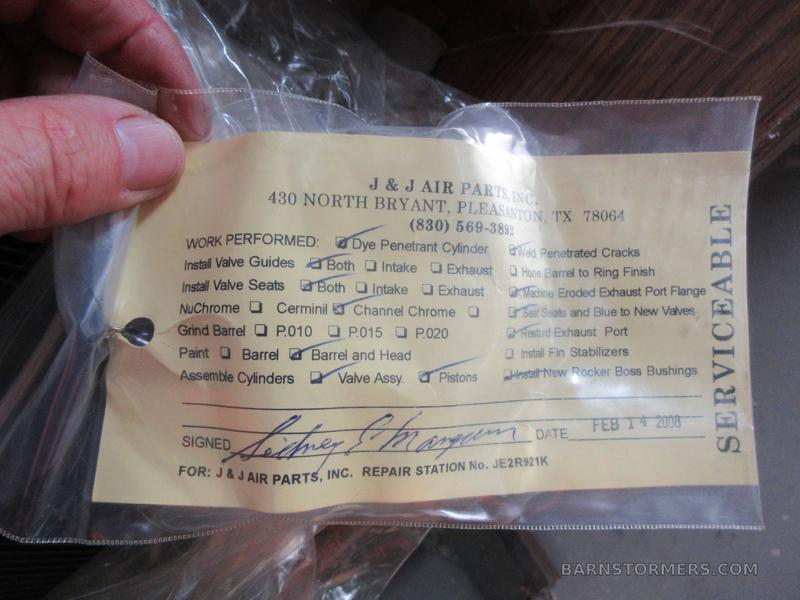 J & J AIR PARTS, INC.
430 NORTH BRYANT, PLEASANTON, TX 78064
(830) 569-3892
WORK PERFORMED: Dye Penetrant Cylinder Weld Penetrated Cracks
Install Valve Guides Both Intake Exhaust Hone Barrel to Ring Finish
Install Valve Seats Both Intake Exhaust Machine Eroded Exhaust Port Flange
NuChrome Cerminil Channel Chrome Seat Seats and Blue to New Valves
Grind Barrel P.010 P.015 P.020 Restud Exhaust Port
Paint Barrel Barrel and Head Install Fin Stabilizers
Assemble Cylinders Valve Assy. Pistons Install New Rocker Boss Bushings
SIGNED Sidney E DATE FEB 14 2008
FOR: J & J AIR PARTS, INC. REPAIR STATION No. JE2R921K
SERVICEABLE
BARNSTORMERS.COM